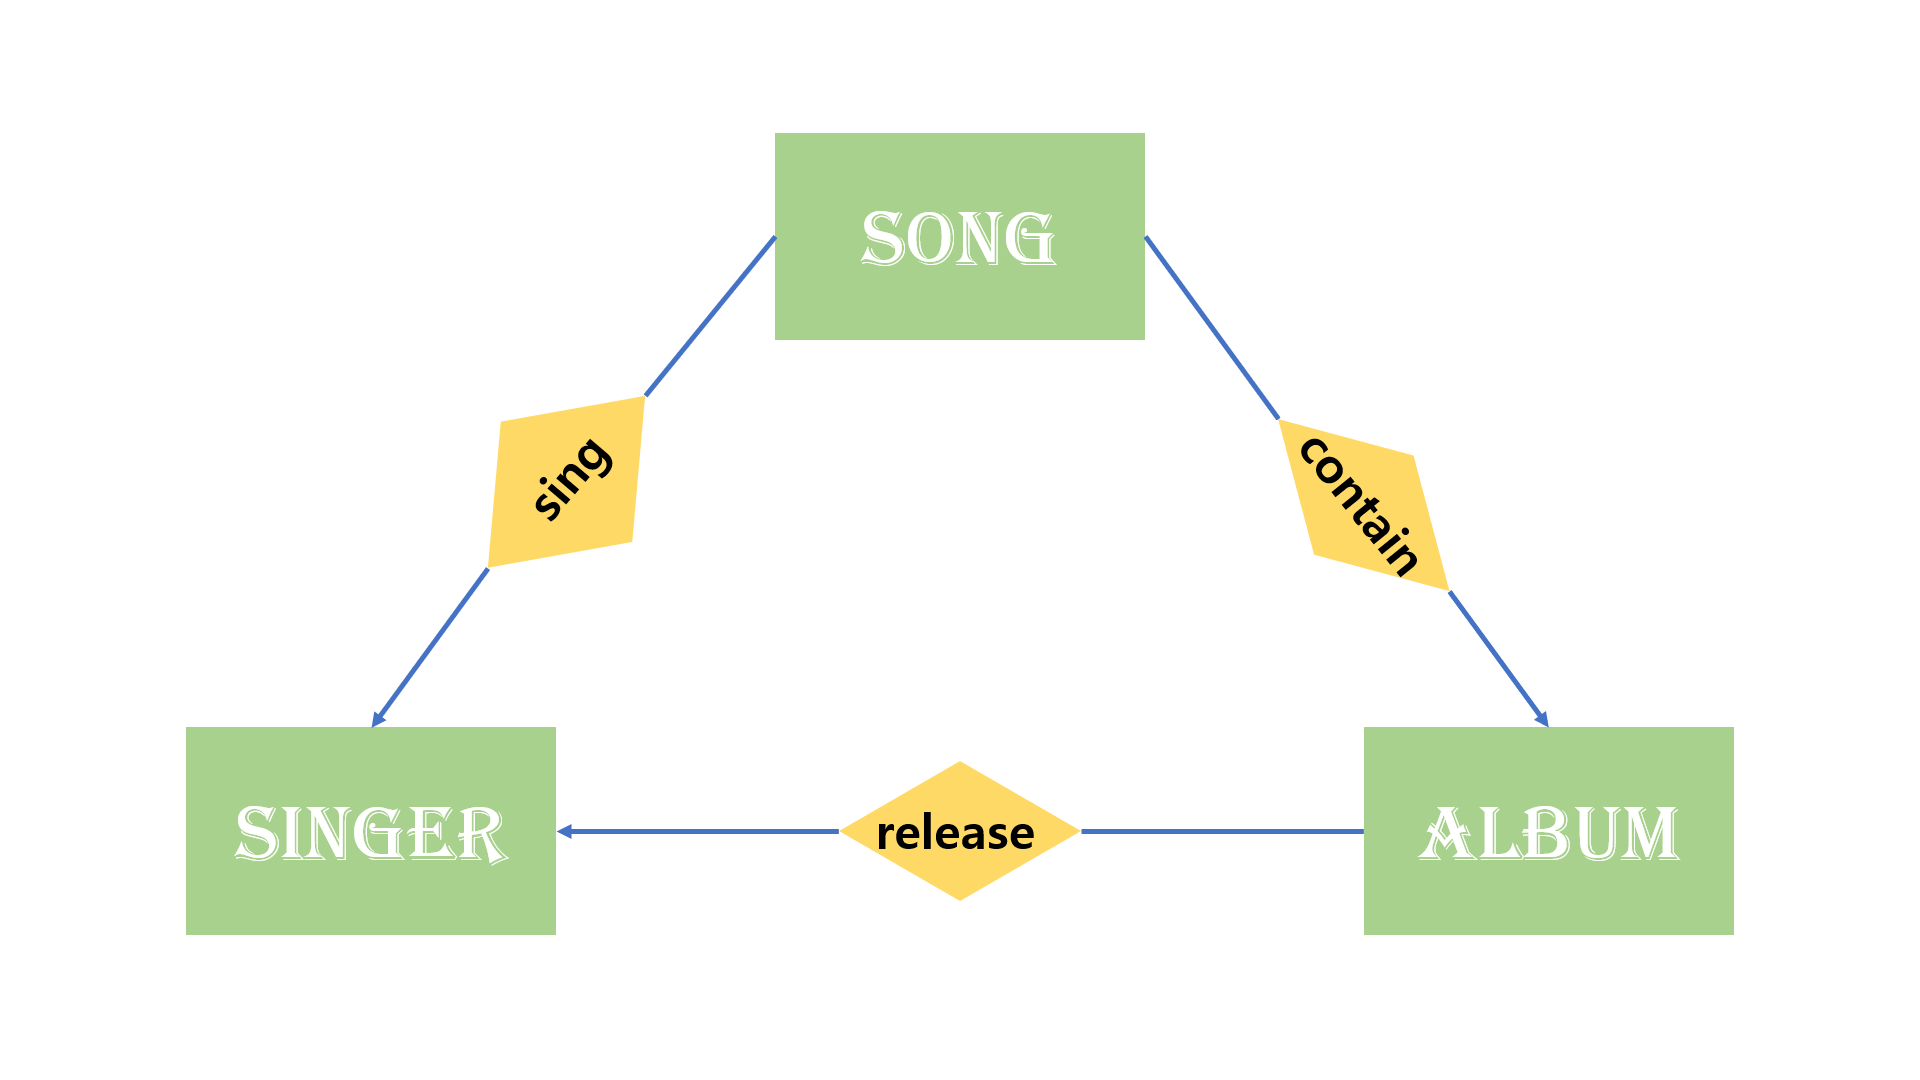 SONG
sing
contain
SINGER
release
ALBUM